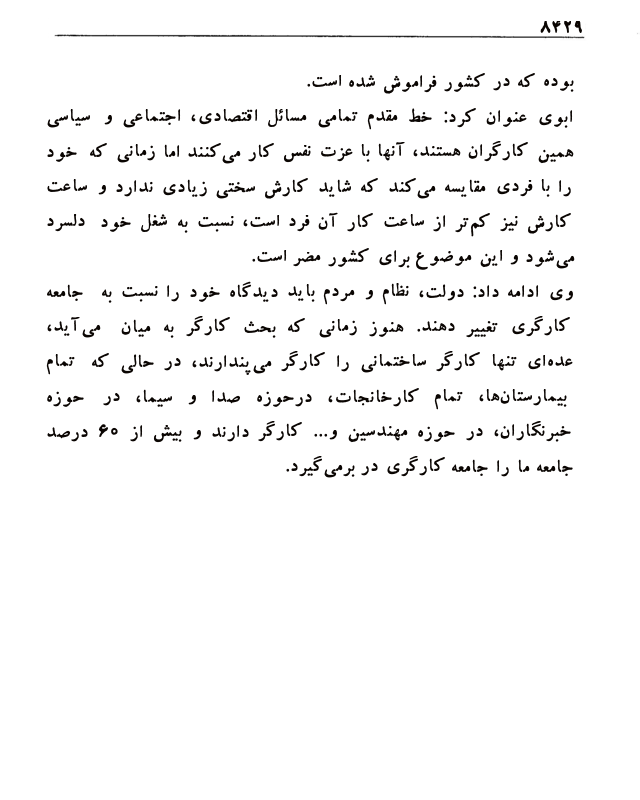 ۸۴۲۹
بوده که در کشور فراموش شده است.
ابوی عنوان کرد: خط مقدم تمامی مسائل اقتصادی، اجتماعی و سیاسی
همین کارگران هستند، آنها با عزت نفس کار می‌کنند اما زمانی که خود
را با فردی مقایسه می‌کند که شاید کارش سختی زیادی ندارد و ساعت
کارش نیز کم‌تر از ساعت کار آن فرد است، نسبت به شغل خود دلسرد
می‌شود و این موضوع برای کشور مضر است.
وی ادامه داد: دولت، نظام و مردم باید دیدگاه خود را نسبت به جامعه
کارگری تغییر دهند. هنوز زمانی که بحث کارگر به میان می‌آید،
عده‌ای تنها کارگر ساختمانی را کارگر می‌پندارند، در حالی که تمام
بیمارستان‌ها، تمام کارخانجات، درحوزه صدا و سیما، در حوزه
خبرنگاران، در حوزه مهندسین و... کارگر دارند و بیش از ۶۰ درصد
جامعه ما را جامعه کارگری در برمی‌گیرد.